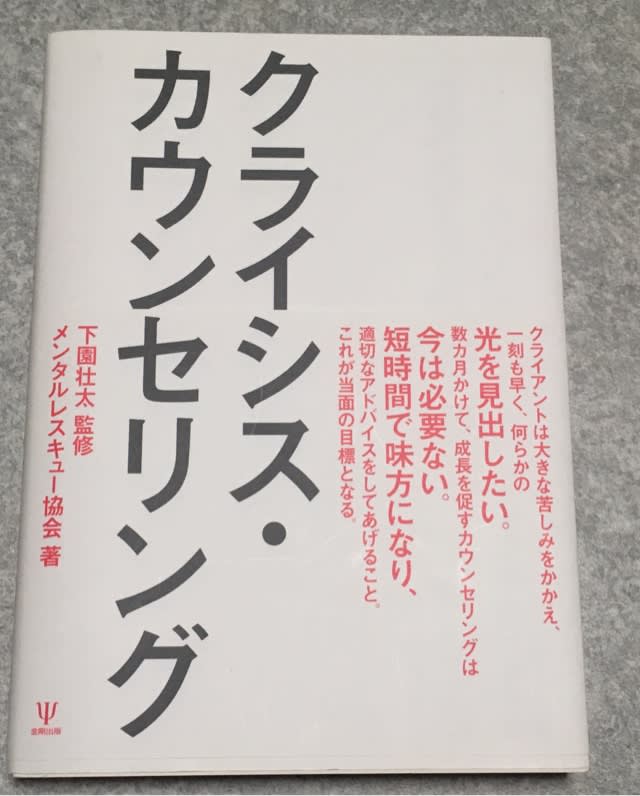 クライシス・
カウンセリング
クライアントは大きな苦しみをかかえ、
一刻も早く、何らかの
光を見出したい。
数カ月かけて、成長を促すカウンセリングは
今は必要ない。
短時間で味方になり、
適切なアドバイスをしてあげること。
これが当面の目標となる。
下園壮太 監修
メンタルレスキュー協会 著
Ψ
金剛出版